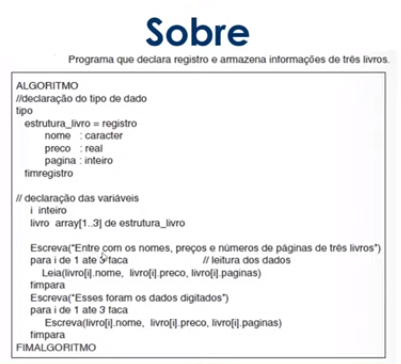 Sobre
Programa que declara registro e armazena informações de três livros.
ALGORITMO
//declaração do tipo de dado
tipo
estrutura_livro = registro
nome : caracter
preco : real
pagina : inteiro
fimregistro
// declaração das variáveis
i inteiro
livro array[1..3] de estrutura_livro
Escreva("Entre com os nomes, preços e números de páginas de três livros")
para i de 1 ate 3 faca // leitura dos dados
Leia(livro[i].nome, livro[i].preco, livro[i].paginas)
fimpara
Escreva("Esses foram os dados digitados")
para i de 1 ate 3 faca
Escreva(livro[i].nome, livro[i].preco, livro[i].paginas)
fimpara
FIMALGORITMO